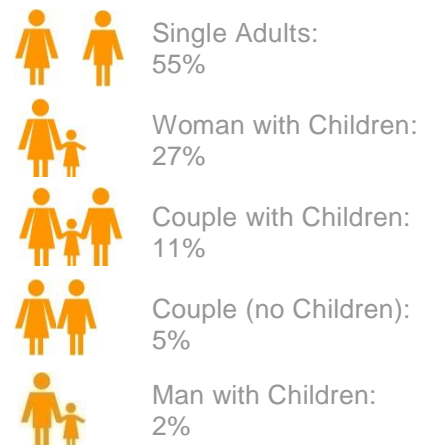 Single Adults:
55%
Woman with Children:
27%
Couple with Children:
11%
Couple (no Children):
5%
Man with Children:
2%